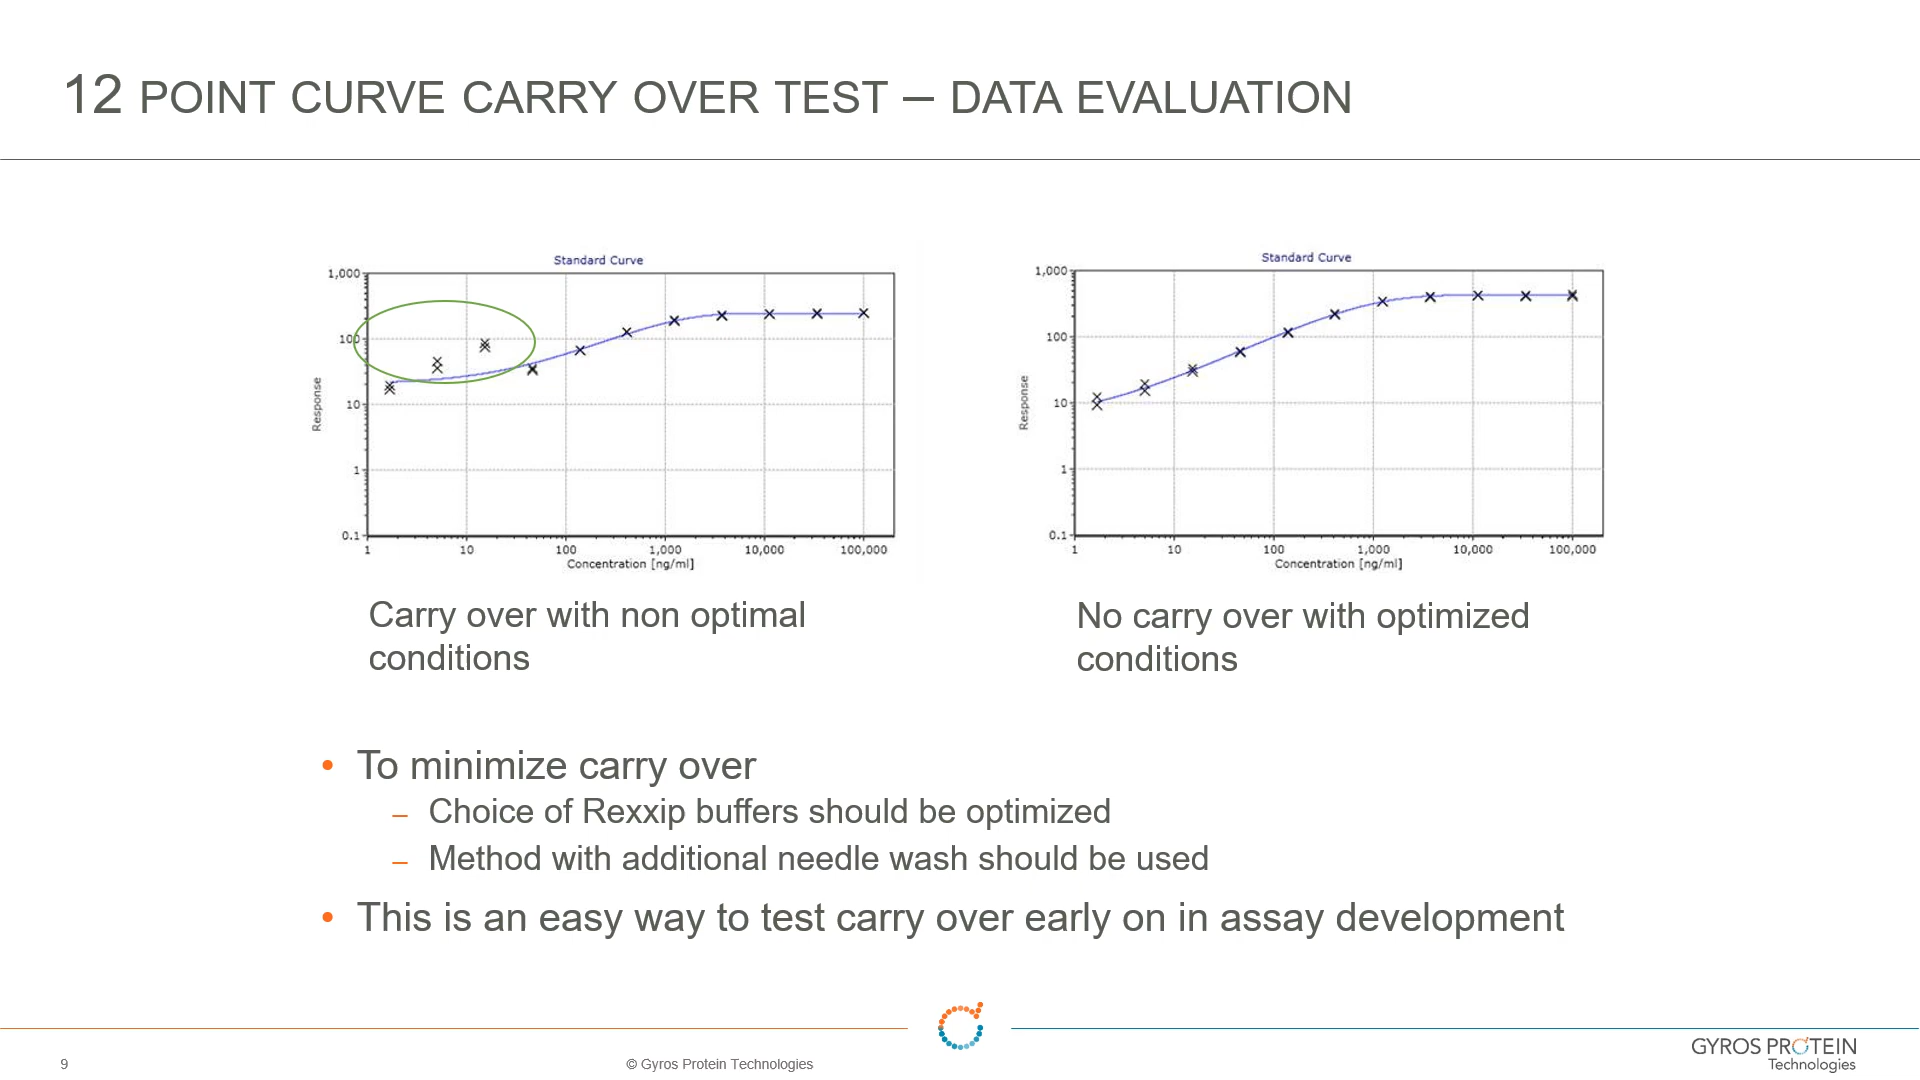 12 POINT CURVE CARRY OVER TEST – DATA EVALUATION
Standard Curve
1,000
100
10
1
0.1
Response
1 10 100 1,000 10,000 100,000
Concentration [ng/ml]
Carry over with non optimal
conditions
Standard Curve
1,000
100
10
1
0.1
Response
1 10 100 1,000 10,000 100,000
Concentration [ng/ml]
No carry over with optimized
conditions
• To minimize carry over
– Choice of Rexxip buffers should be optimized
– Method with additional needle wash should be used
• This is an easy way to test carry over early on in assay development
9
© Gyros Protein Technologies
GYROS PROTEIN
Technologies